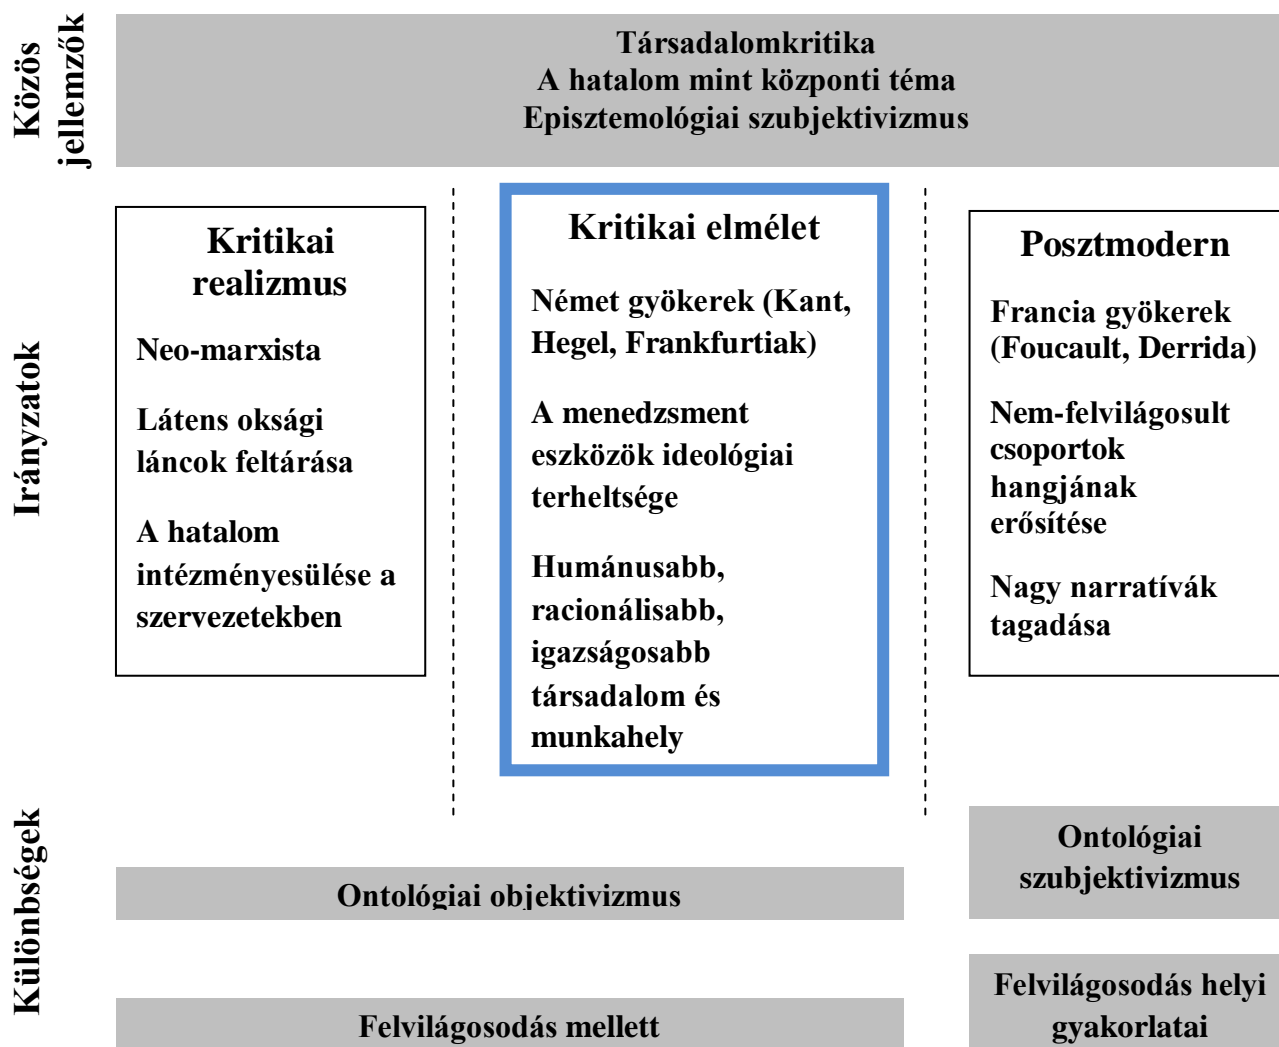 Közös
jellemzők
Társadalomkritika
A hatalom mint központi téma
Episztemológiai szubjektivizmus
Irányzatok
Kritikai
realizmus
Neo-marxista
Látens oksági
láncok feltárása
A hatalom
intézményesülése a
szervezetekben
Kritikai elmélet
Német gyökerek (Kant,
Hegel, Frankfurtiak)
A menedzsment
eszközök ideológiai
terheltsége
Humánusabb,
racionálisabb,
igazságosabb
társadalom és
munkahely
Posztmodern
Francia gyökerek
(Foucault, Derrida)
Nem-felvilágosult
csoportok
hangjának
erősítése
Nagy narratívák
tagadása
Különbségek
Ontológiai objektivizmus
Ontológiai
szubjektivizmus
Felvilágosodás mellett
Felvilágosodás helyi
gyakorlatai